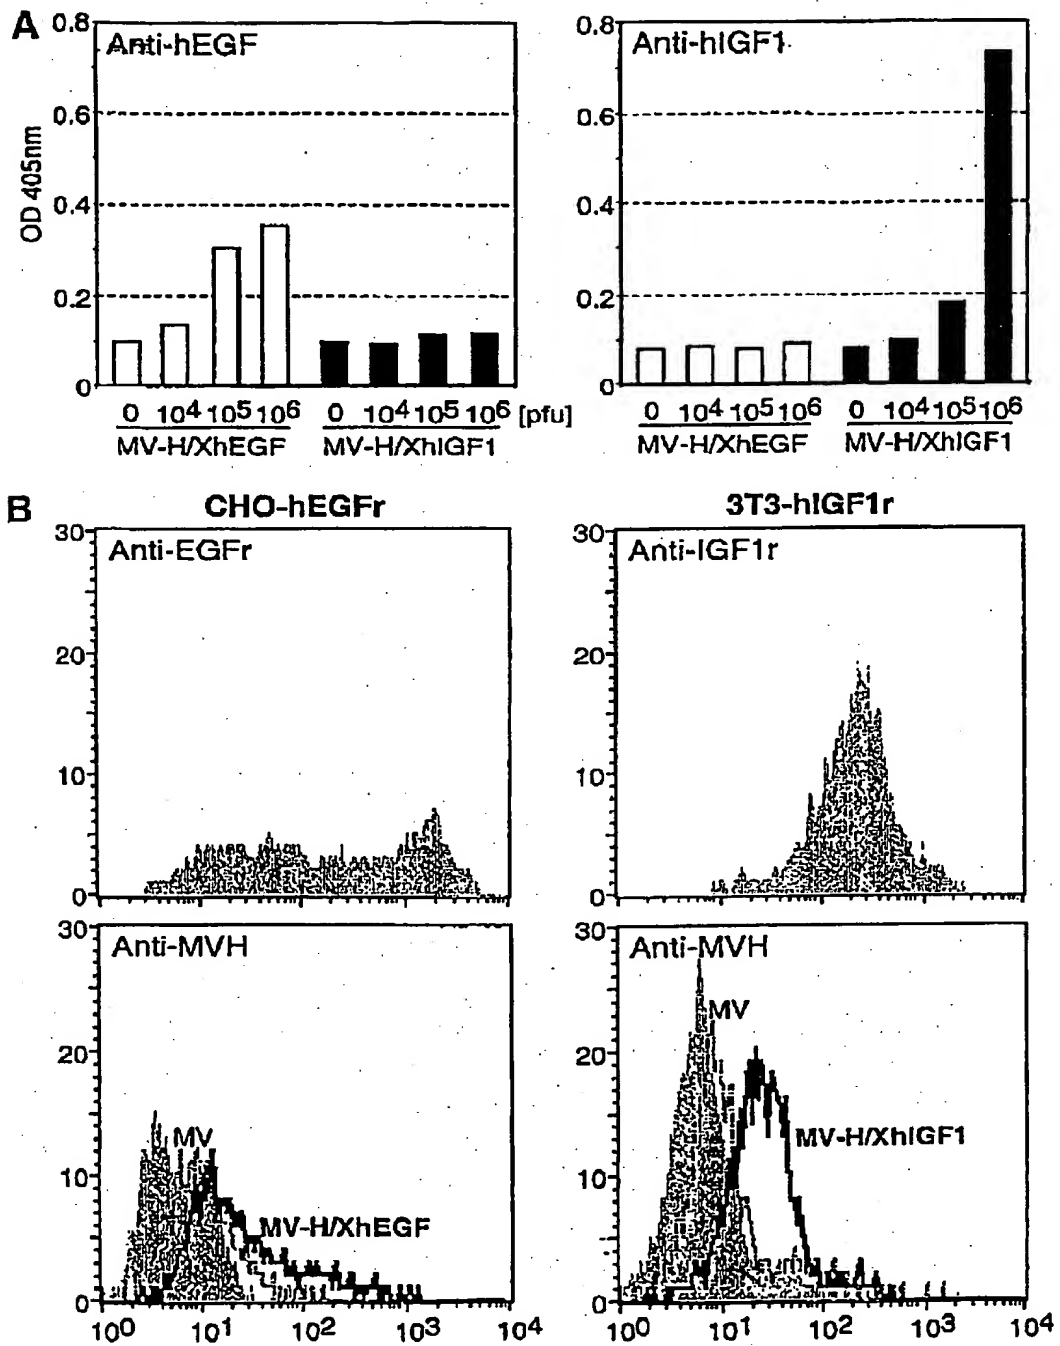 A
Anti-hEGF
Anti-hIGF1
OD 405nm
0.8
0.6
0.4
0.2
0
0.8
0.6
0.4
0.2
0
0 10⁴ 10⁵ 10⁶ 0 10⁴ 10⁵ 10⁶ [pfu]
MV-H/XhEGF MV-H/XhIGF1
0 10⁴ 10⁵ 10⁶ 0 10⁴ 10⁵ 10⁶
MV-H/XhEGF MV-H/XhIGF1
B
CHO-hEGFr
3T3-hIGF1r
Anti-EGFr
30
20
10
0
Anti-IGF1r
30
20
10
0
Anti-MVH
30
20
10
0
MV
MV-H/XhEGF
10⁰ 10¹ 10² 10³ 10⁴
Anti-MVH
30
20
10
0
MV
MV-H/XhIGF1
10⁰ 10¹ 10² 10³ 10⁴